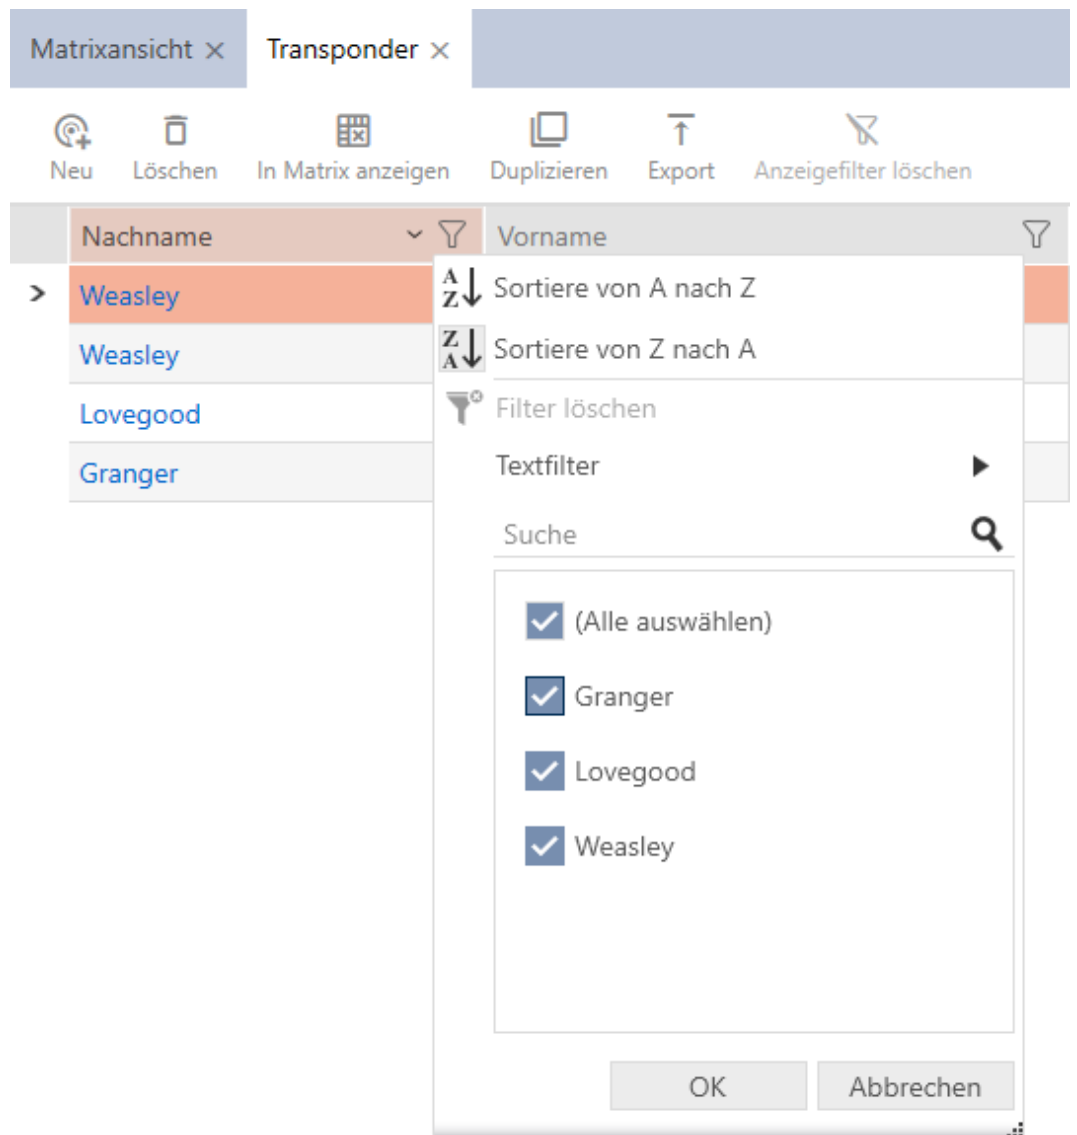 Matrixansicht Transponder
Neu Löschen In Matrix anzeigen Duplizieren Export Anzeigefilter löschen
Nachname Vorname
Weasley
Weasley
Lovegood
Granger
A Z Sortiere von A nach Z
Z A Sortiere von Z nach A
Filter löschen
Textfilter
Suche
(Alle auswählen)
Granger
Lovegood
Weasley
OK Abbrechen